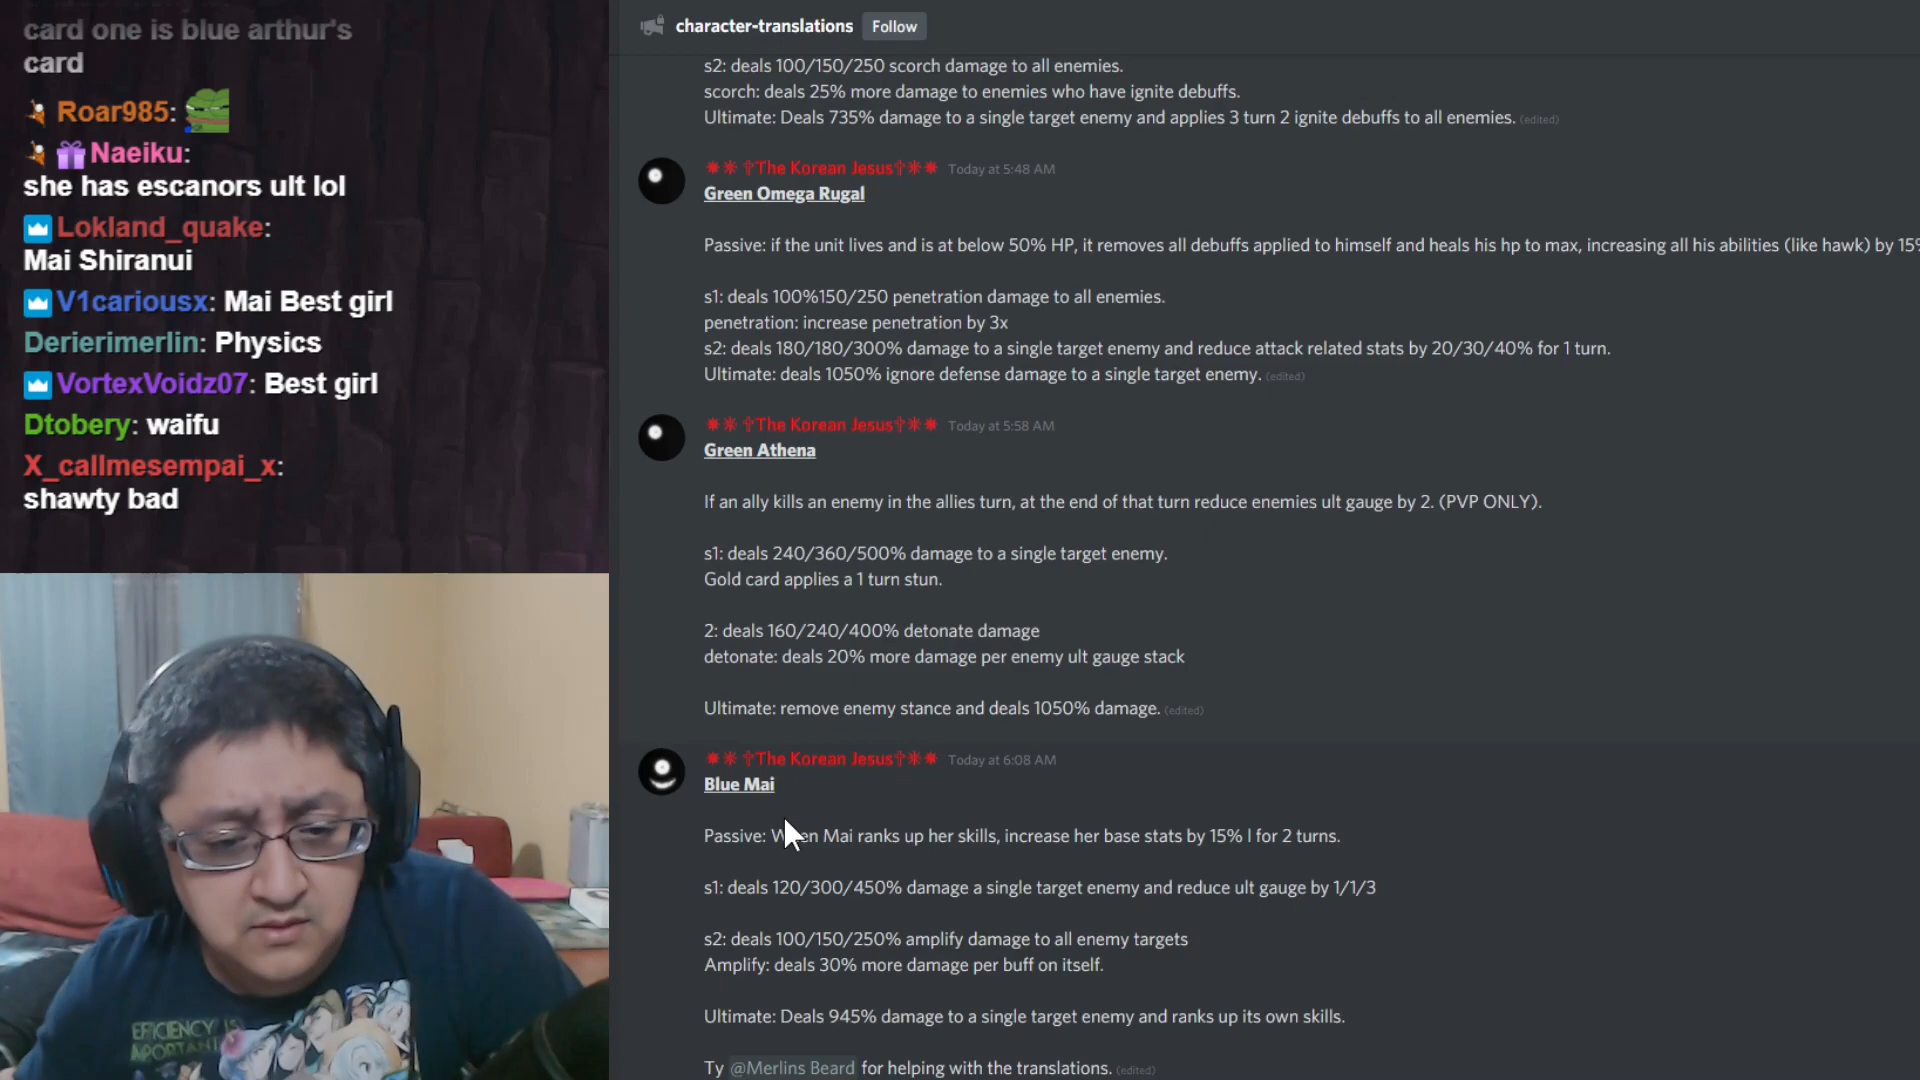 card one is blue arthur's
card
Roar985:
Naeiku:
she has escanors ult lol
Lokland_quake:
Mai Shiranui
V1cariousx: Mai Best girl
Derierimerlin: Physics
VortexVoidz07: Best girl
Dtobery: waifu
X_callmesempai_x:
shawty bad
EFFICIENCY IS
character-translations Follow
s2: deals 100/150/250 scorch damage to all enemies.
scorch: deals 25% more damage to enemies who have ignite debuffs.
Ultimate: Deals 735% damage to a single target enemy and applies 3 turn 2 ignite debuffs to all enemies. (edited)
✷✳✞The Korean Jesus✞✳✷ Today at 5:48 AM
Green Omega Rugal
Passive: if the unit lives and is at below 50% HP, it removes all debuffs applied to himself and heals his hp to max, increasing all his abilities (like hawk) by 15%
s1: deals 100%150/250 penetration damage to all enemies.
penetration: increase penetration by 3x
s2: deals 180/180/300% damage to a single target enemy and reduce attack related stats by 20/30/40% for 1 turn.
Ultimate: deals 1050% ignore defense damage to a single target enemy. (edited)
✷✳✞The Korean Jesus✞✳✷ Today at 5:58 AM
Green Athena
If an ally kills an enemy in the allies turn, at the end of that turn reduce enemies ult gauge by 2. (PVP ONLY).
s1: deals 240/360/500% damage to a single target enemy.
Gold card applies a 1 turn stun.
2: deals 160/240/400% detonate damage
detonate: deals 20% more damage per enemy ult gauge stack
Ultimate: remove enemy stance and deals 1050% damage. (edited)
✷✳✞The Korean Jesus✞✳✷ Today at 6:08 AM
Blue Mai
Passive: When Mai ranks up her skills, increase her base stats by 15% l for 2 turns.
s1: deals 120/300/450% damage a single target enemy and reduce ult gauge by 1/1/3
s2: deals 100/150/250% amplify damage to all enemy targets
Amplify: deals 30% more damage per buff on itself.
Ultimate: Deals 945% damage to a single target enemy and ranks up its own skills.
Ty @Merlins Beard for helping with the translations. (edited)